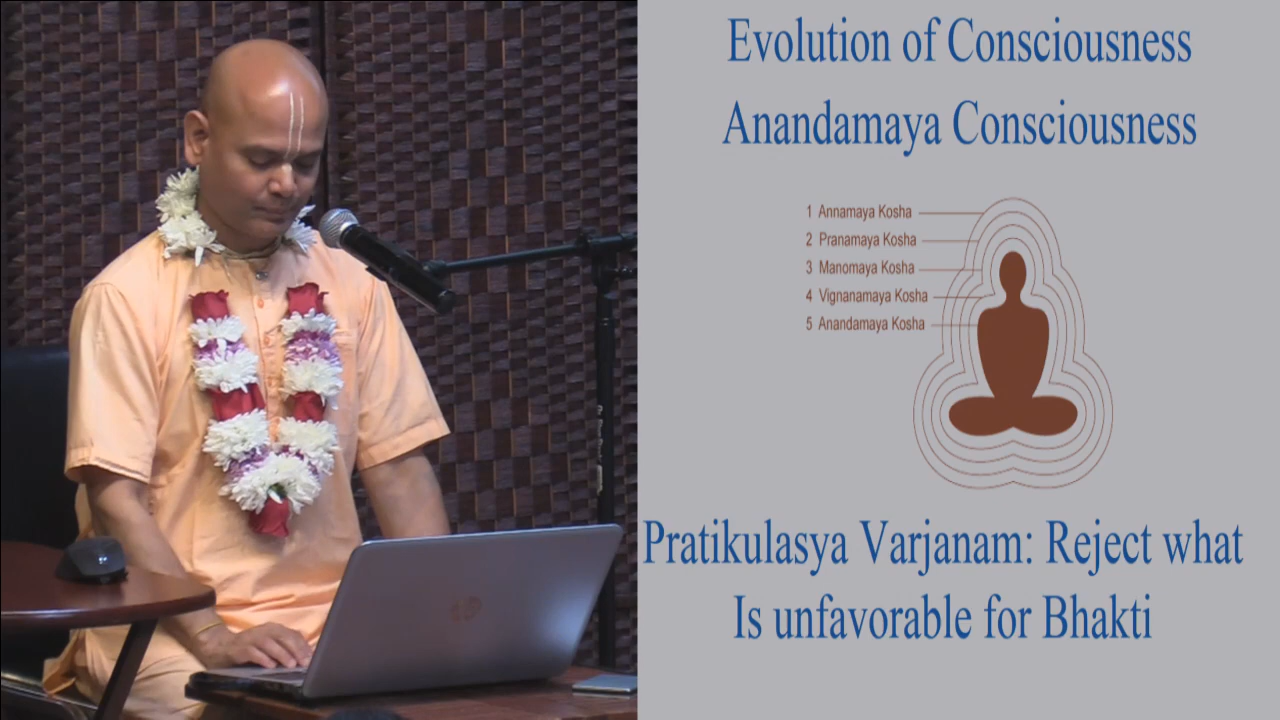 Evolution of Consciousness
Anandamaya Consciousness
1 Annamaya Kosha
2 Pranamaya Kosha
3 Manomaya Kosha
4 Vignanamaya Kosha
5 Anandamaya Kosha
Pratikulasya Varjanam: Reject what
Is unfavorable for Bhakti